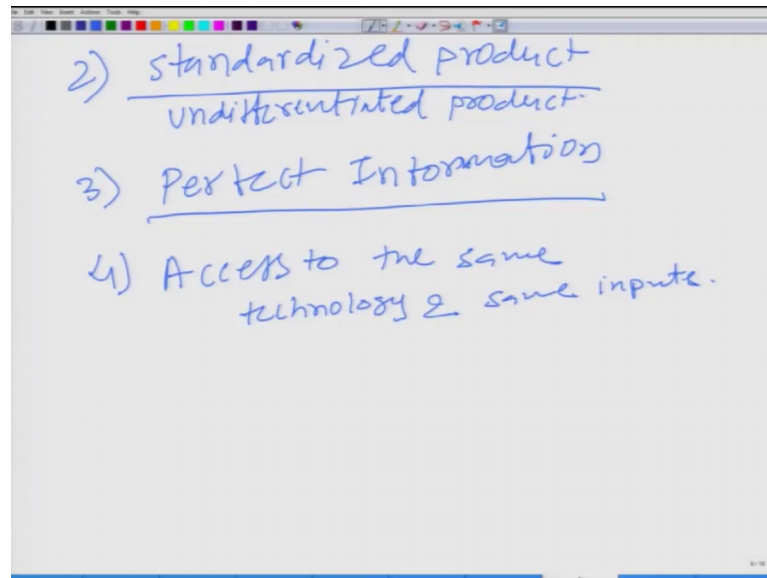 2) standardized product
undifferentiated product.
3) Perfect Information
4) Access to the same
technology & same inputs.